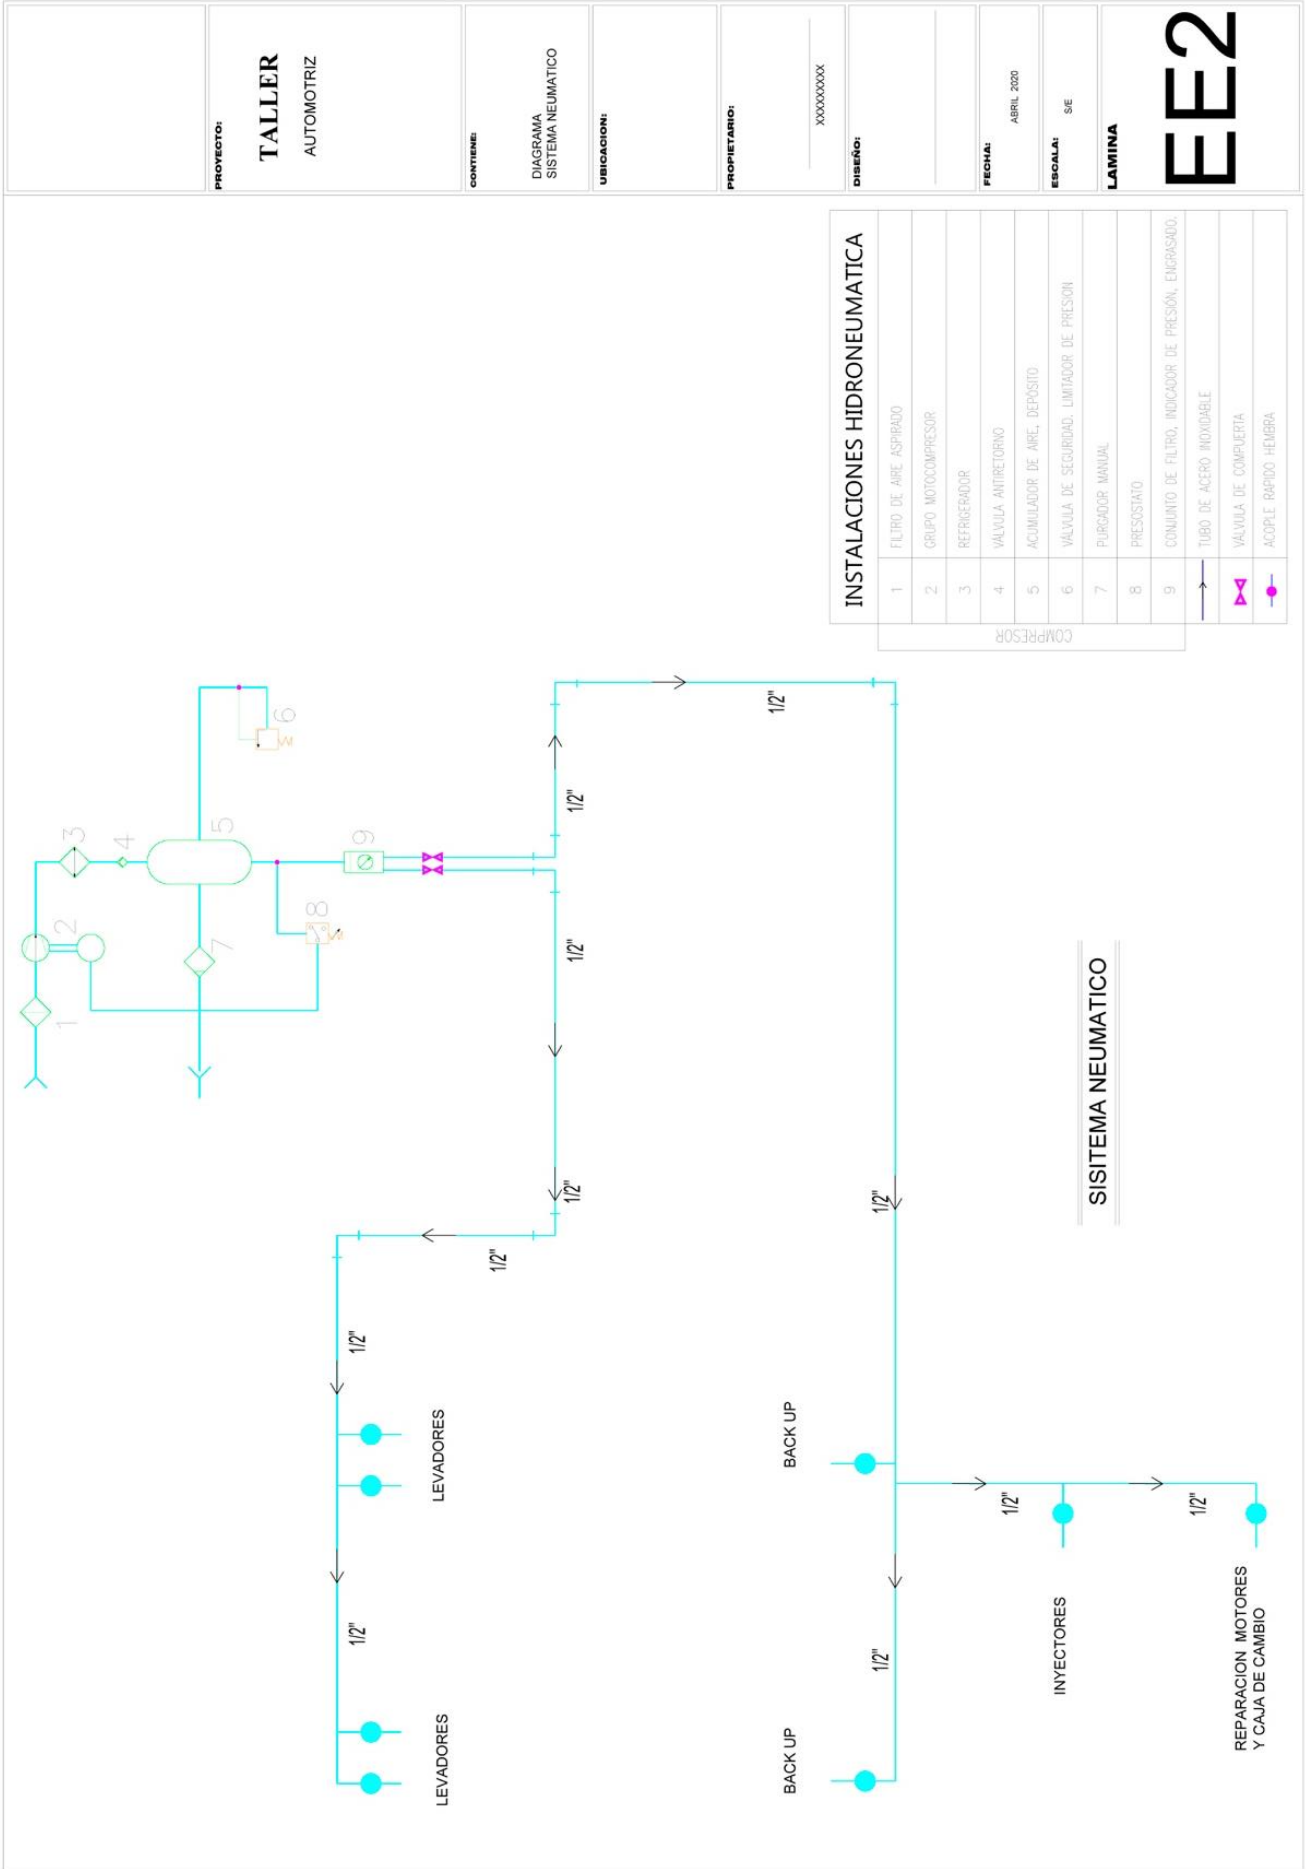 PROYECTO:
TALLER
AUTOMOTRIZ
CONTIENE:
DIAGRAMA
SISTEMA NEUMATICO
UBICACION:
PROPIETARIO:
XXXXXXXXX
DISEÑO:
FECHA:
ABRIL 2020
ESCALA:
S/E
LAMINA
EE2
INSTALACIONES HIDRONEUMATICA
COMPRESOR
1 FILTRO DE AIRE ASPIRADO
2 GRUPO MOTOCOMPRESOR
3 REFRIGERADOR
4 VÁLVULA ANTIRETORNO
5 ACUMULADOR DE AIRE, DEPÓSITO
6 VÁLVULA DE SEGURIDAD. LIMITADOR DE PRESION
7 PURGADOR MANUAL
8 PRESOSTATO
9 CONJUNTO DE FILTRO, INDICADOR DE PRESIÓN, ENGRASADO.
TUBO DE ACERO INOXIDABLE
VÁLVULA DE COMPUERTA
ACOPLE RAPIDO HEMBRA
1
2
3
4
5
6
7
8
9
1/2"
1/2"
1/2"
1/2"
1/2"
1/2"
1/2"
LEVADORES
LEVADORES
1/2"
1/2"
BACK UP
BACK UP
1/2"
1/2"
INYECTORES
REPARACION MOTORES
Y CAJA DE CAMBIO
SISITEMA NEUMATICO